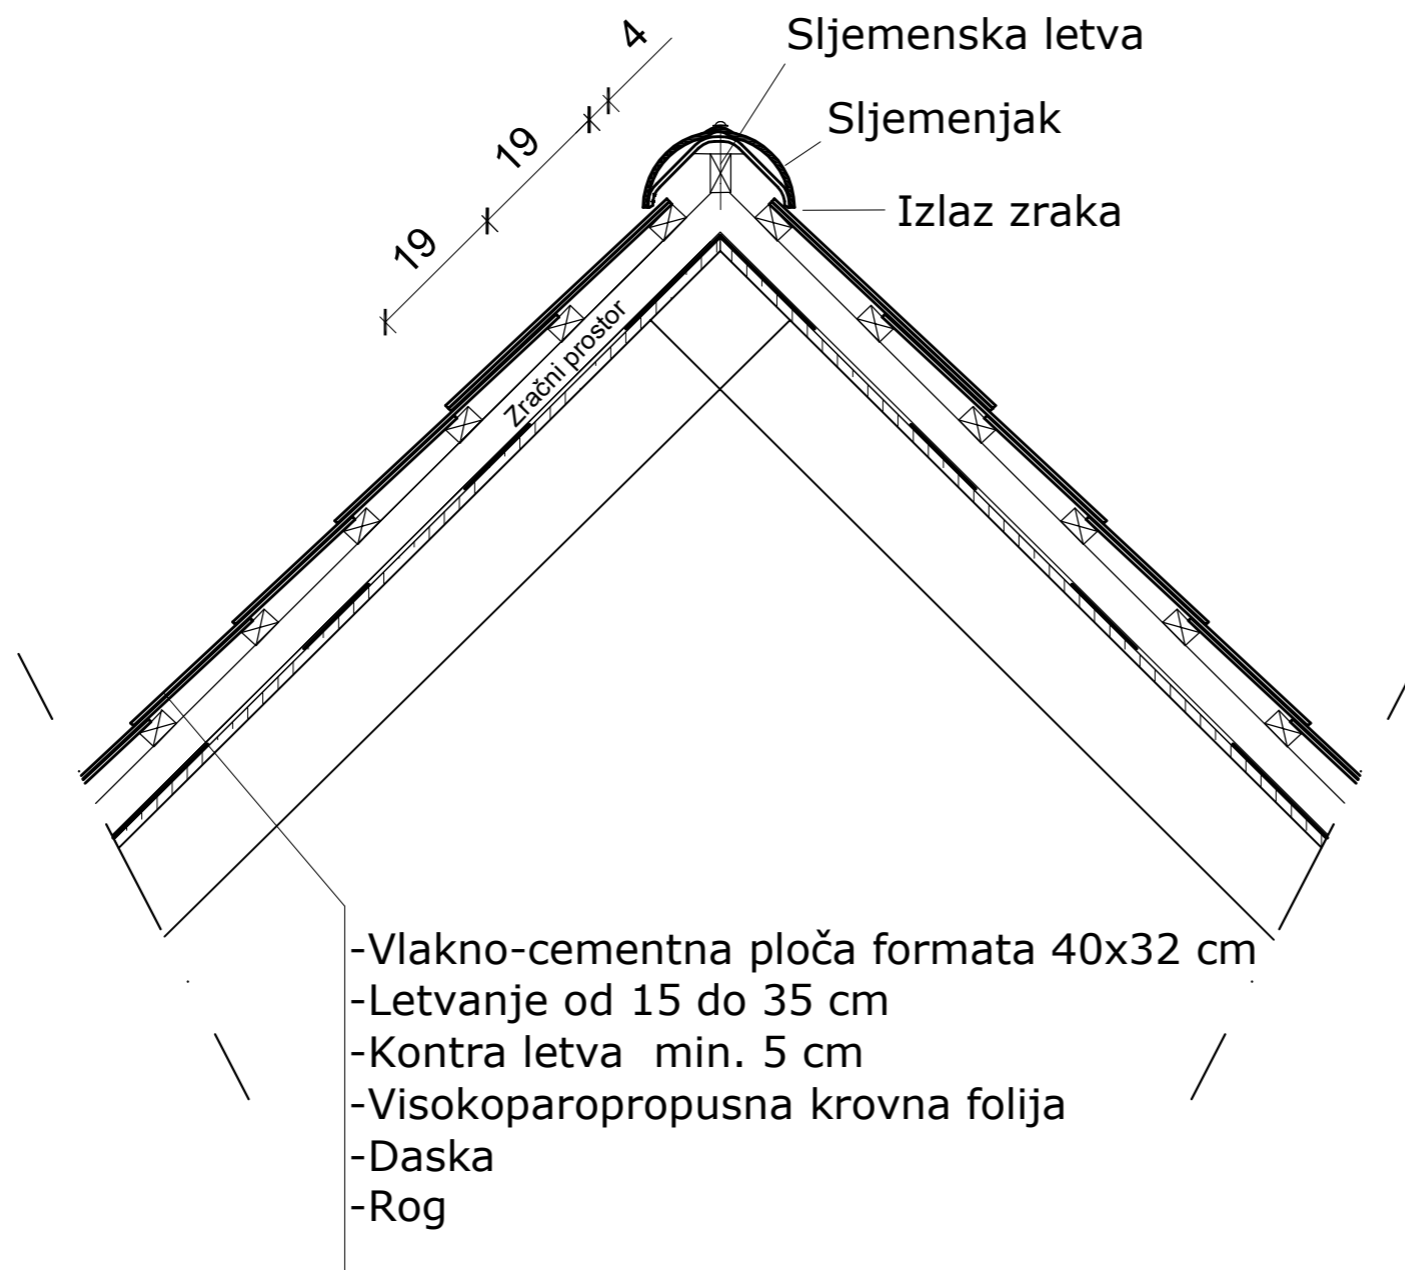 4
Sljemenska letva
19
Sljemenjak
19
Izlaz zraka
Zračni prostor
-Vlakno-cementna ploča formata 40x32 cm
-Letvanje od 15 do 35 cm
-Kontra letva  min. 5 cm
-Visokoparopropusna krovna folija
-Daska
-Rog